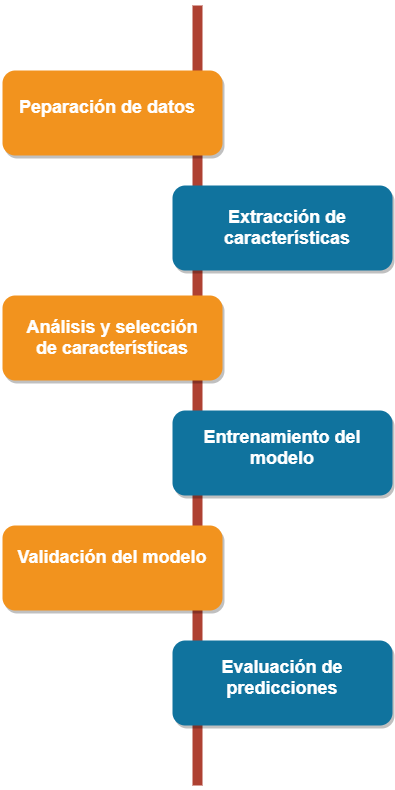 Peparación de datos
Extracción de
características
Análisis y selección
de características
Entrenamiento del
modelo
Validación del modelo
Evaluación de
predicciones